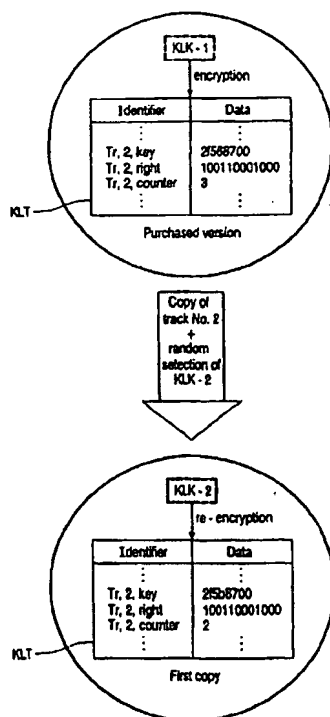 KLK - 1
encryption
Identifier Data
Tr, 2, key 2f568700
Tr, 2, right 100110001000
Tr, 2, counter 3
KLT
Purchased version
Copy of
track No. 2
+
random
selection of
KLK - 2
KLK - 2
re - encryption
Identifier Data
Tr, 2, key 2f5b8700
Tr, 2, right 100110001000
Tr, 2, counter 2
KLT
First copy